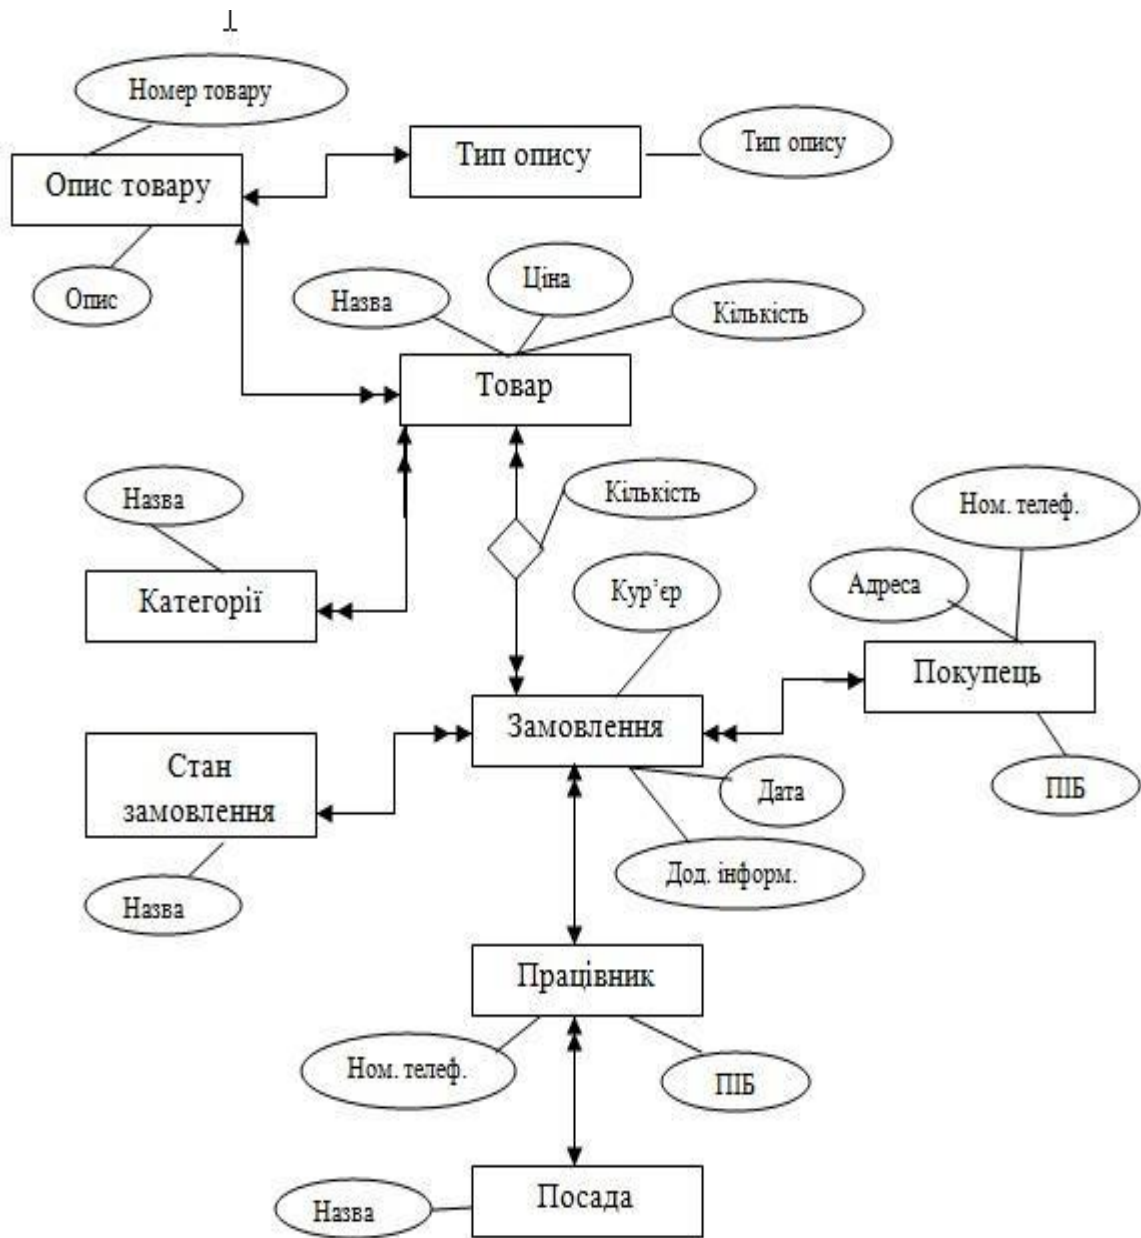 Номер товару
Тип опису
Тип опису
Опис товару
Опис
Назва
Ціна
Кількість
Товар
Назва
Кількість
Ном. телеф.
Категорії
Кур’єр
Адреса
Покупець
Замовлення
Стан
замовлення
Дата
ПІБ
Дод. інформ.
Назва
Працівник
Ном. телеф.
ПІБ
Посада
Назва